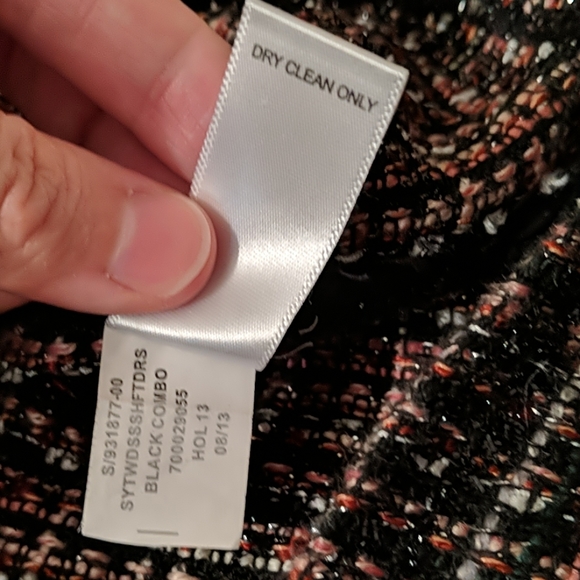 DRY CLEAN ONLY
S/931877-00
SYTWDSSSHFTDRS
BLACK COMBO
700029055
HOL 13
08/13